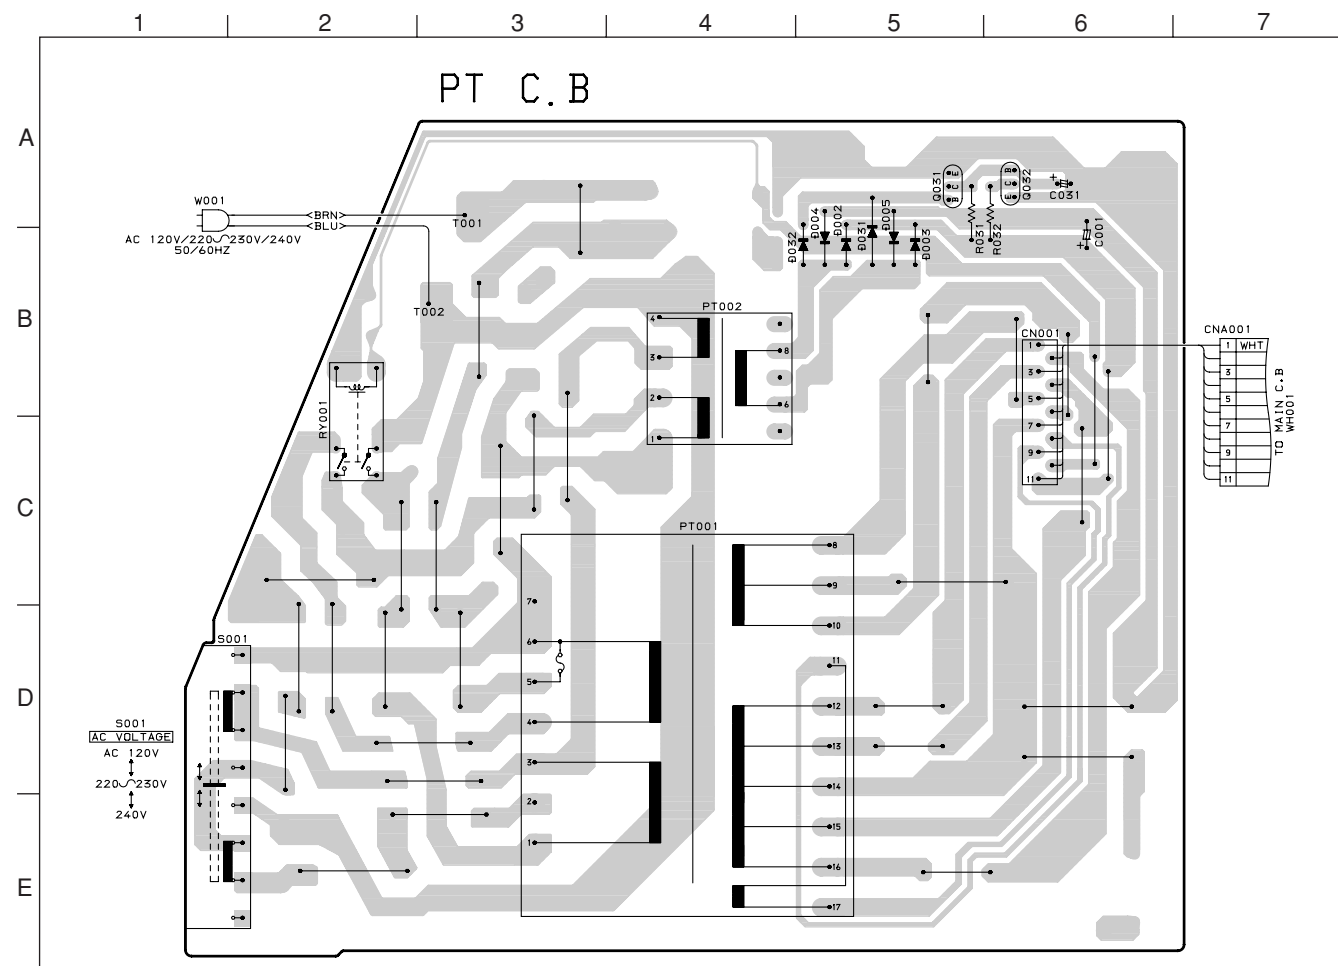 1 2 3 4 5 6 7
PT C.B
A
B
C
D
E
W001
BRN
BLU
AC 120V/220～230V/240V
50/60HZ
T001
T002
Q031
B C E
E C B
Q032
+
C031
R031
R032
+
C001
D032
D004
D002
D031
D005
D003
PT002
4
3
2
1
8
6
CN001
1
3
5
7
9
11
CNA001
1 WHT
3
5
7
9
11
TO MAIN C.B
WH001
RY001
PT001
7
6
5
4
3
2
1
8
9
10
11
12
13
14
15
16
17
S001
S001
AC VOLTAGE
AC 120V
220～230V
240V